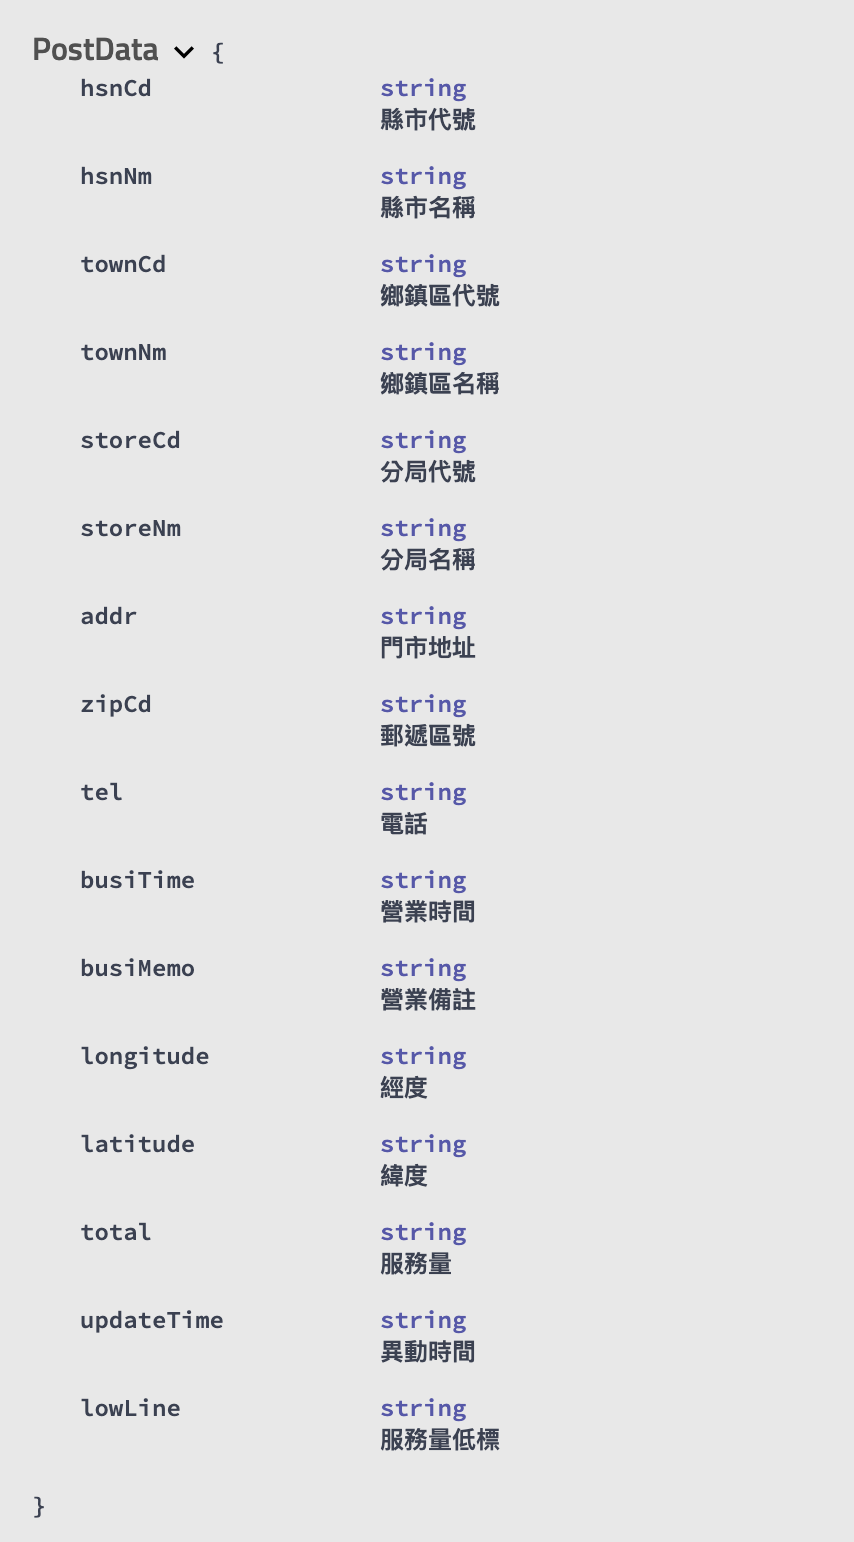 PostData {
hsnCd string
縣市代號
hsnNm string
縣市名稱
townCd string
鄉鎮區代號
townNm string
鄉鎮區名稱
storeCd string
分局代號
storeNm string
分局名稱
addr string
門市地址
zipCd string
郵遞區號
tel string
電話
busiTime string
營業時間
busiMemo string
營業備註
longitude string
經度
latitude string
緯度
total string
服務量
updateTime string
異動時間
lowLine string
服務量低標
}